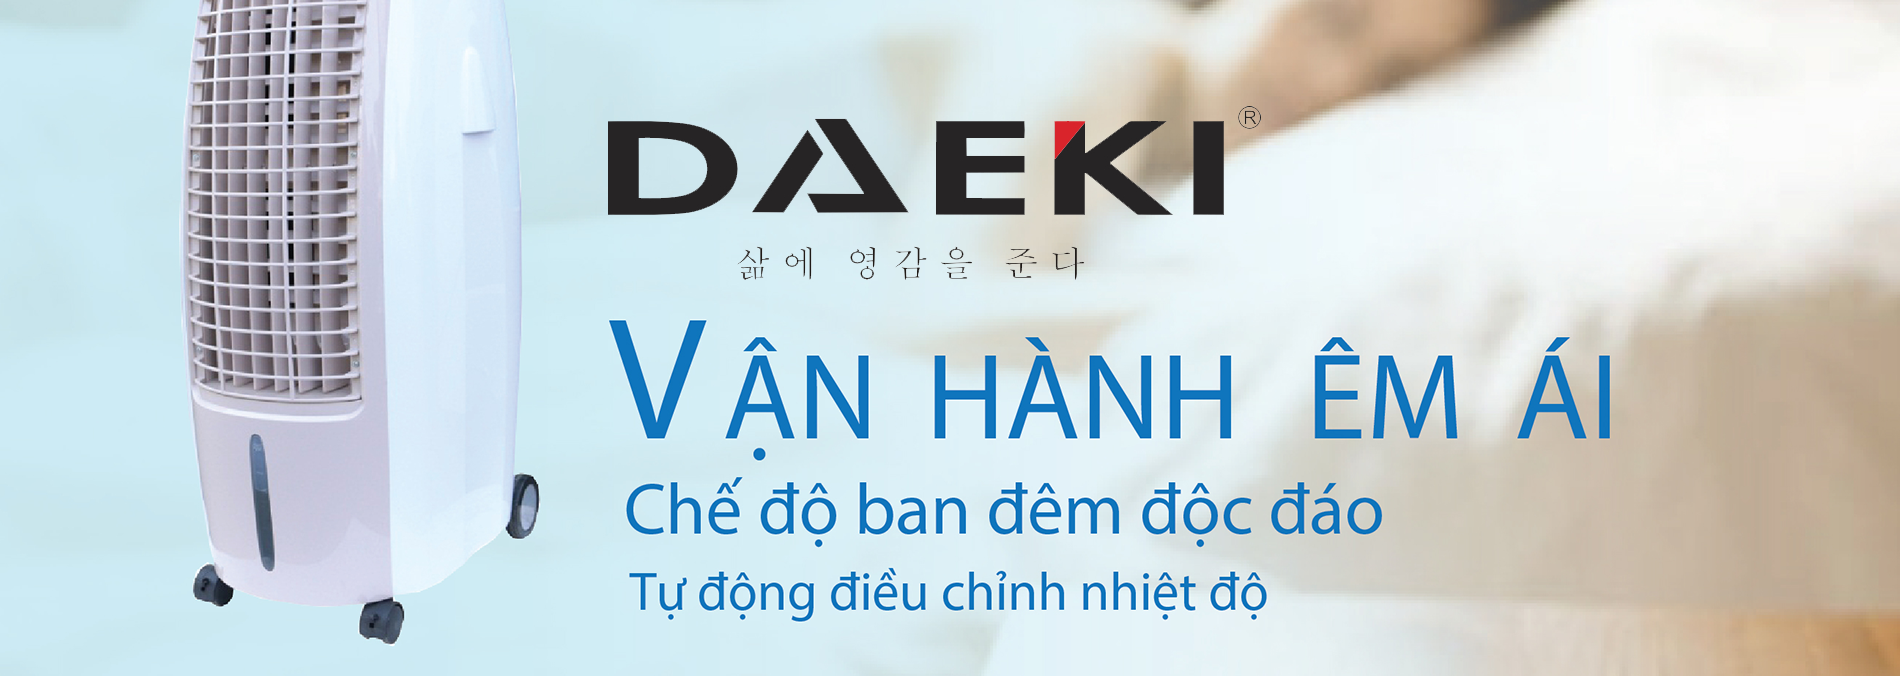 DAEKI®
삶에 영감을 준다
VẬN HÀNH ÊM ÁI
Chế độ ban đêm độc đáo
Tự động điều chỉnh nhiệt độ